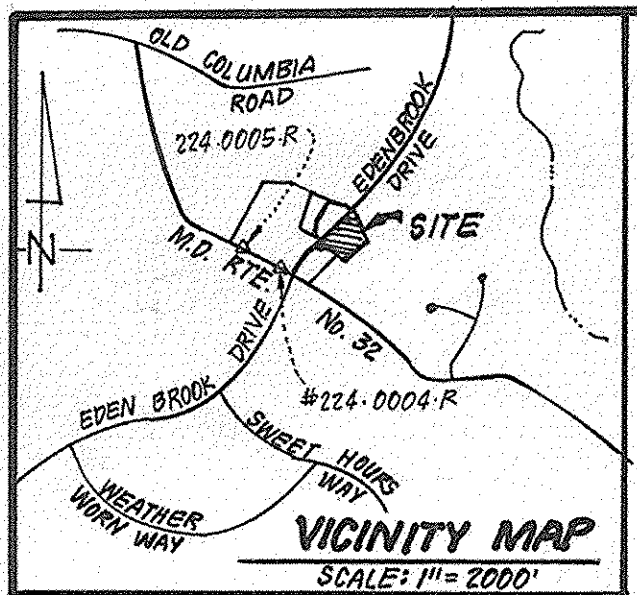 OLD COLUMBIA
ROAD
224.0005.R
EDENBROOK
DRIVE
SITE
M.D. RTE.
No. 32
N
DRIVE
EDEN BROOK
#224.0004.R
SWEET HOURS
WAY
WEATHER
WORN WAY
VICINITY MAP
SCALE: 1"= 2000'